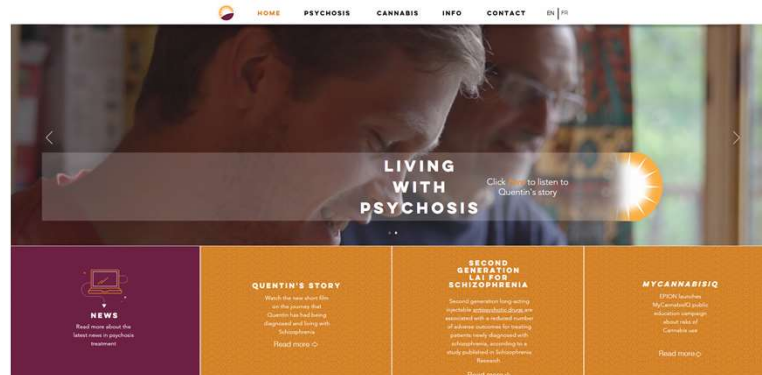 HOME PSYCHOSIS CANNABIS INFO CONTACT EN FR
LIVING
WITH
PSYCHOSIS
Click here to listen to
Quentin's story
NEWS
Read more about the
latest news in psychosis
treatment
QUENTIN'S STORY
Watch the new short film
on the journey that
Quentin has had being
diagnosed and living with
Schizophrenia
Read more
SECOND
GENERATION
LAI FOR
SCHIZOPHRENIA
Second generation long-acting
injectable antipsychotic drugs are
associated with a reduced number
of adverse outcomes for treating
patients newly diagnosed with
schizophrenia, according to a
study published in Schizophrenia
Research
Read more
MYCANNABISIQ
EPION launches
MyCannabisIQ public
education campaign
about risks of
Cannabis use
Read more